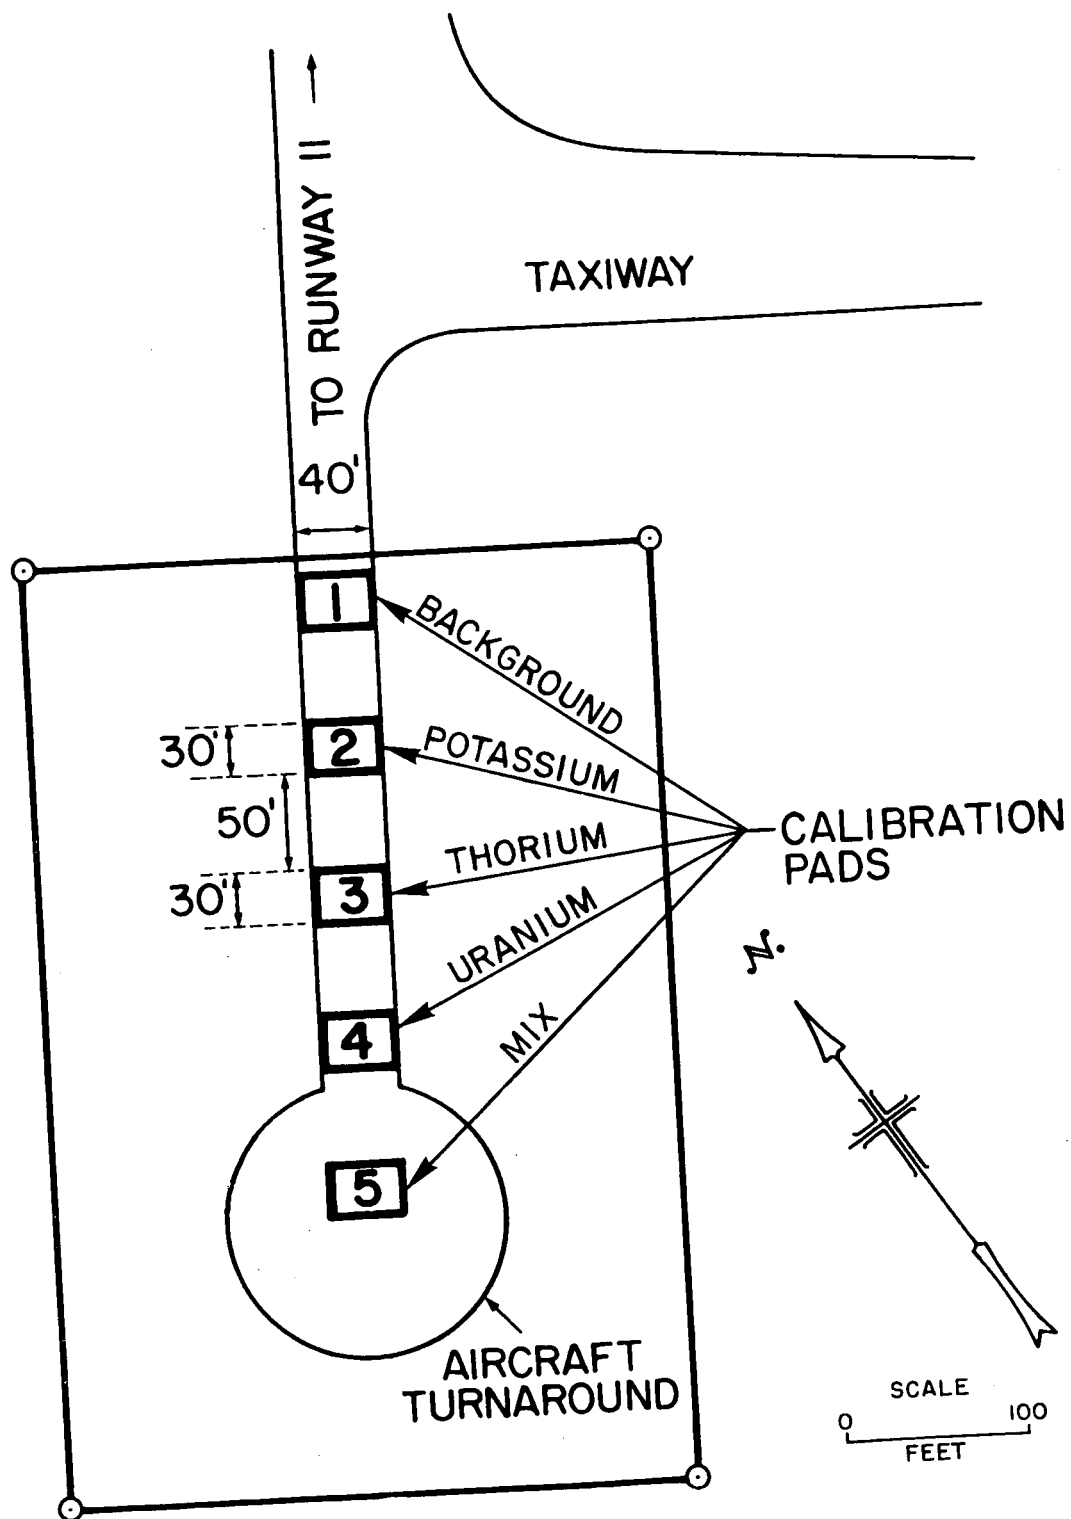 TO RUNWAY II
TAXIWAY
40'
1
BACKGROUND
30'
2
POTASSIUM
50'
CALIBRATION
PADS
THORIUM
30'
3
URANIUM
N.
4
MIX
5
AIRCRAFT
TURNAROUND
SCALE
0 100
FEET